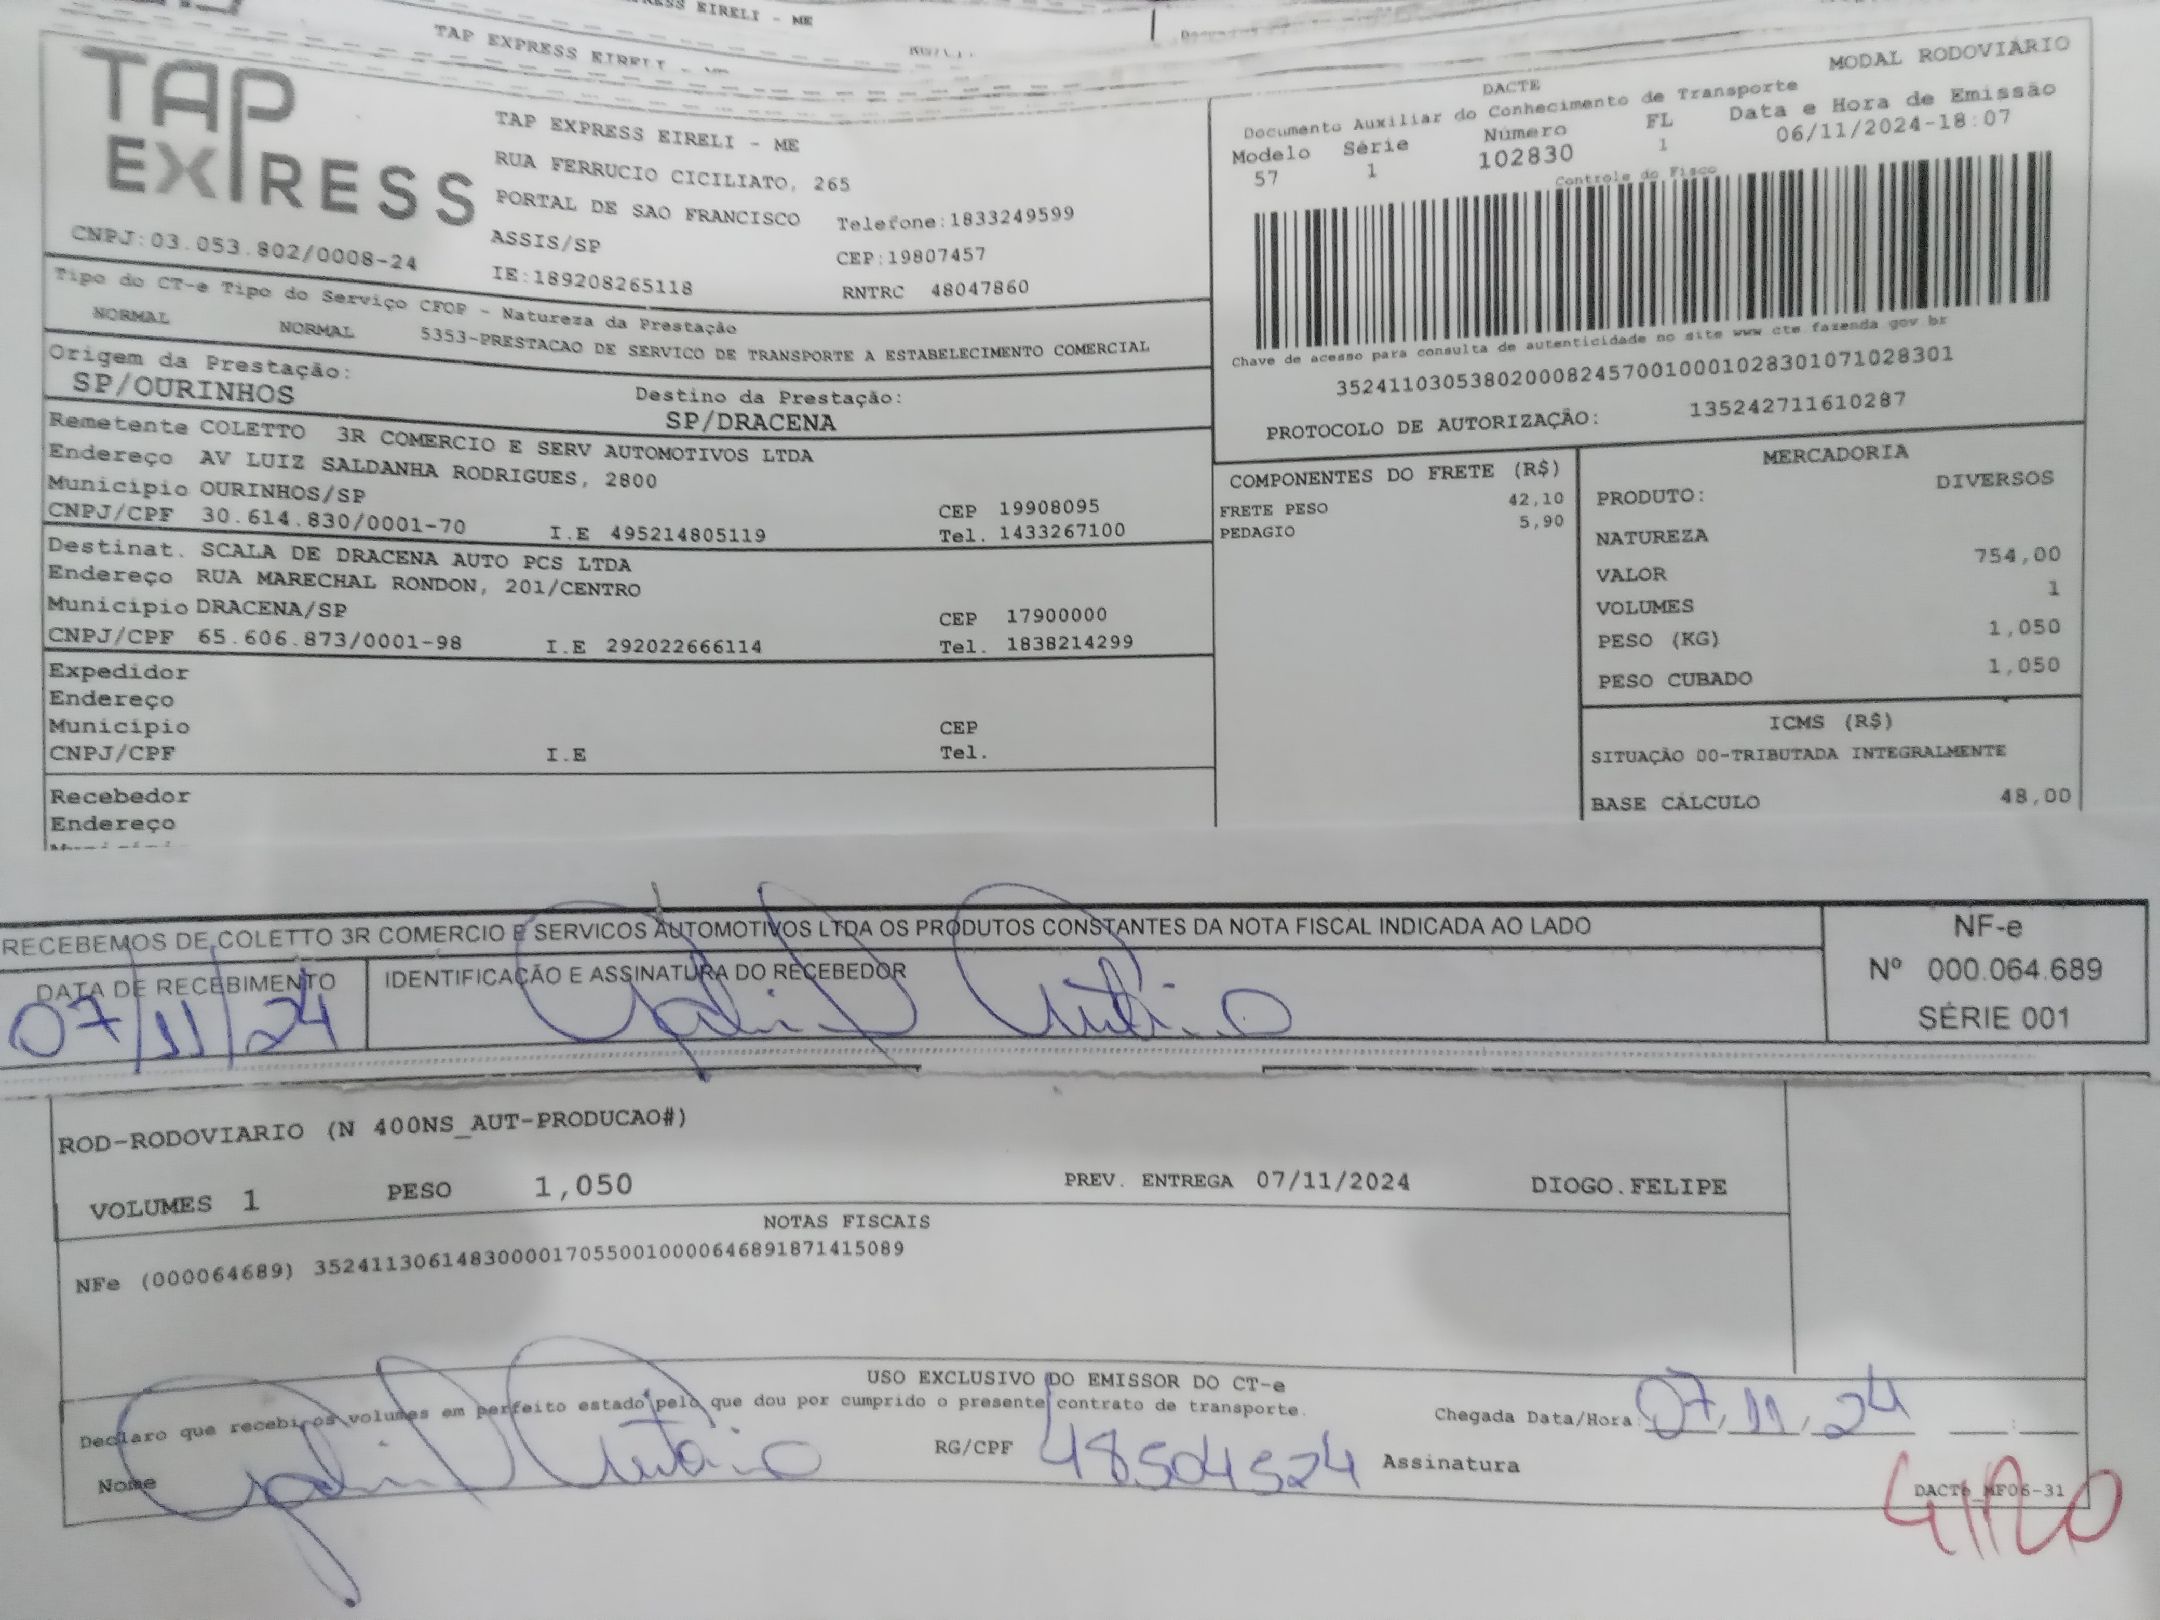 TAP EXPRESS EIRELI - ME
TAP EXPRESS
TAP EXPRESS EIRELI - ME
RUA FERRUCIO CICILIATO, 265
PORTAL DE SAO FRANCISCO Telefone:1833249599
ASSIS/SP CEP:19807457
CNPJ:03.053.802/0008-24 IE:189208265118 RNTRC 48047860
MODAL RODOVIÁRIO
DACTE
Documento Auxiliar do Conhecimento de Transporte
Modelo Série Número FL Data e Hora de Emissão
57 1 102830 1 06/11/2024-18:07
Controle do Fisco
Chave de acesso para consulta de autenticidade no site www cte fazenda gov br
35241103053802000824570010001028301071028301
PROTOCOLO DE AUTORIZAÇÃO: 135242711610287
Tipo do CT-e Tipo do Serviço CFOP - Natureza da Prestação
NORMAL NORMAL 5353-PRESTACAO DE SERVICO DE TRANSPORTE A ESTABELECIMENTO COMERCIAL
Origem da Prestação: Destino da Prestação:
SP/OURINHOS SP/DRACENA
Remetente COLETTO 3R COMERCIO E SERV AUTOMOTIVOS LTDA
Endereço AV LUIZ SALDANHA RODRIGUES, 2800
Município OURINHOS/SP CEP 19908095
CNPJ/CPF 30.614.830/0001-70 I.E 495214805119 Tel. 1433267100
Destinat. SCALA DE DRACENA AUTO PCS LTDA
Endereço RUA MARECHAL RONDON, 201/CENTRO
Município DRACENA/SP CEP 17900000
CNPJ/CPF 65.606.873/0001-98 I.E 292022666114 Tel. 1838214299
Expedidor
Endereço
Município CEP
CNPJ/CPF I.E Tel.
Recebedor
Endereço
COMPONENTES DO FRETE (R$)
FRETE PESO 42,10
PEDAGIO 5,90
MERCADORIA
PRODUTO: DIVERSOS
NATUREZA
VALOR 754,00
VOLUMES 1
PESO (KG) 1,050
PESO CUBADO 1,050
ICMS (R$)
SITUAÇÃO 00-TRIBUTADA INTEGRALMENTE
BASE CÁLCULO 48,00
RECEBEMOS DE COLETTO 3R COMERCIO E SERVICOS AUTOMOTIVOS LTDA OS PRODUTOS CONSTANTES DA NOTA FISCAL INDICADA AO LADO
DATA DE RECEBIMENTO IDENTIFICAÇÃO E ASSINATURA DO RECEBEDOR
07/11/24
NF-e
Nº 000.064.689
SÉRIE 001
ROD-RODOVIARIO (N 400NS_AUT-PRODUCAO#)
VOLUMES 1 PESO 1,050 PREV. ENTREGA 07/11/2024 DIOGO.FELIPE
NOTAS FISCAIS
NFe (000064689) 35241130614830000170550010000646891871415089
USO EXCLUSIVO DO EMISSOR DO CT-e
Declaro que recebi os volumes em perfeito estado pelo que dou por cumprido o presente contrato de transporte.
Chegada Data/Hora: 07/11/24 __:__
Nome RG/CPF 48504524 Assinatura